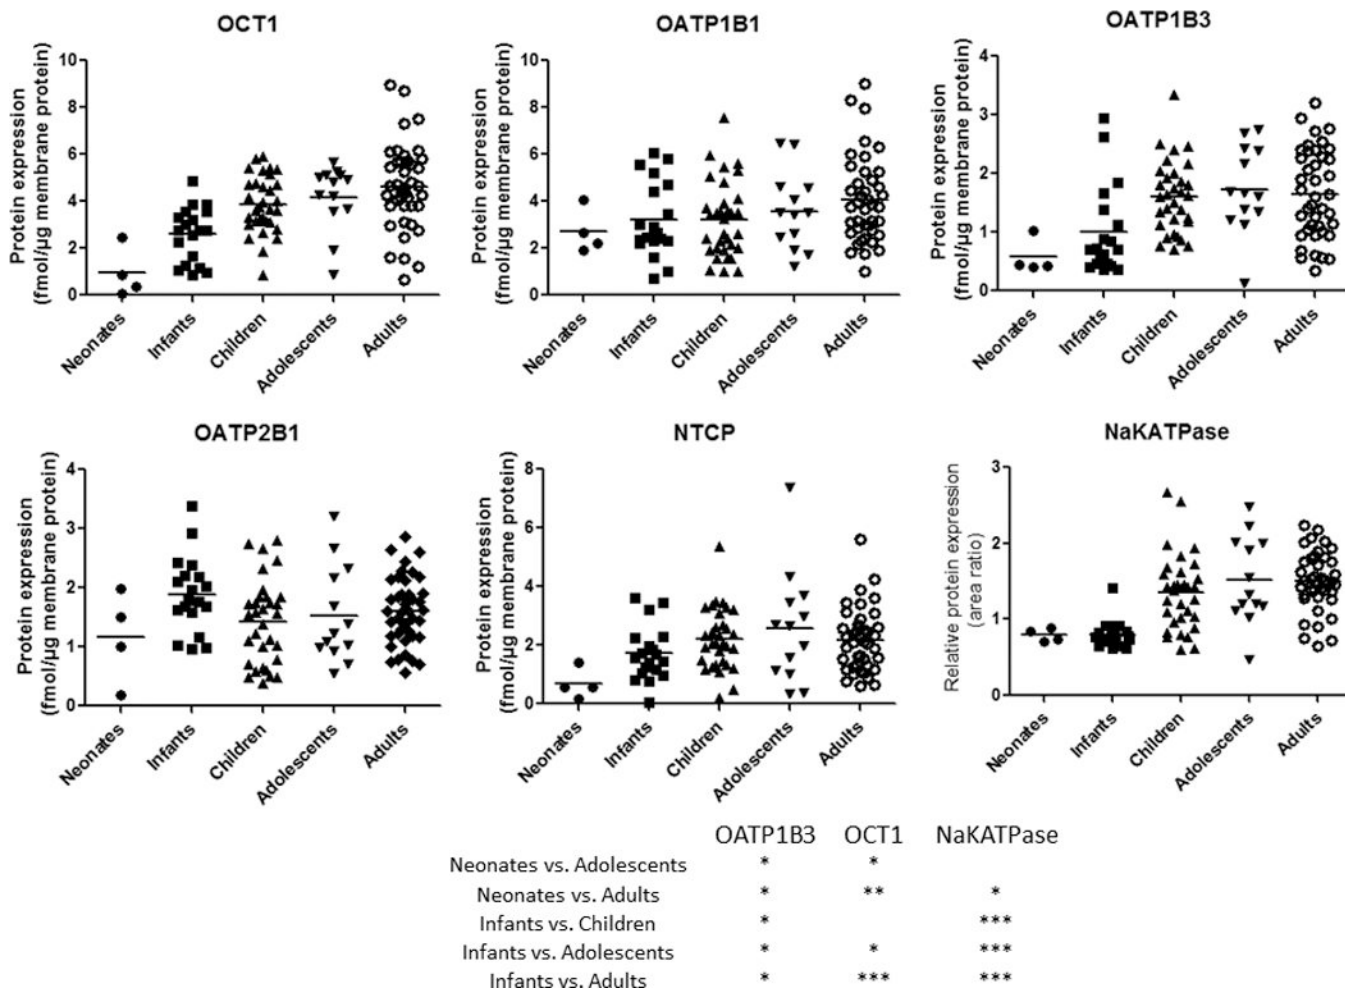 OCT1
Protein expression
(fmol/µg membrane protein)
10
8
6
4
2
0
Neonates
Infants
Children
Adolescents
Adults
OATP1B1
Protein expression
(fmol/µg membrane protein)
10
8
6
4
2
0
Neonates
Infants
Children
Adolescents
Adults
OATP1B3
Protein expression
(fmol/µg membrane protein)
4
3
2
1
0
Neonates
Infants
Children
Adolescents
Adults
OATP2B1
Protein expression
(fmol/µg membrane protein)
4
3
2
1
0
Neonates
Infants
Children
Adolescents
Adults
NTCP
Protein expression
(fmol/µg membrane protein)
8
6
4
2
0
Neonates
Infants
Children
Adolescents
Adults
NaKATPase
Relative protein expression
(area ratio)
3
2
1
0
Neonates
Infants
Children
Adolescents
Adults
OATP1B3 OCT1 NaKATPase
Neonates vs. Adolescents * *
Neonates vs. Adults * ** *
Infants vs. Children * ***
Infants vs. Adolescents * * ***
Infants vs. Adults * *** ***